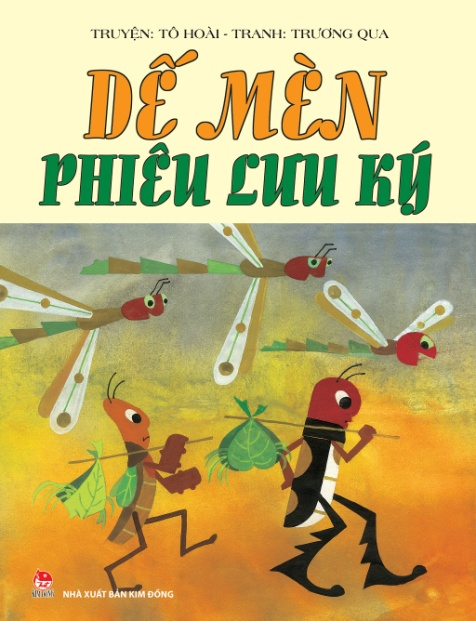 TRUYỆN: TÔ HOÀI - TRANH: TRƯƠNG QUA
DẾ MÈN
PHIÊU LƯU KÝ
NHÀ XUẤT BẢN KIM ĐỒNG